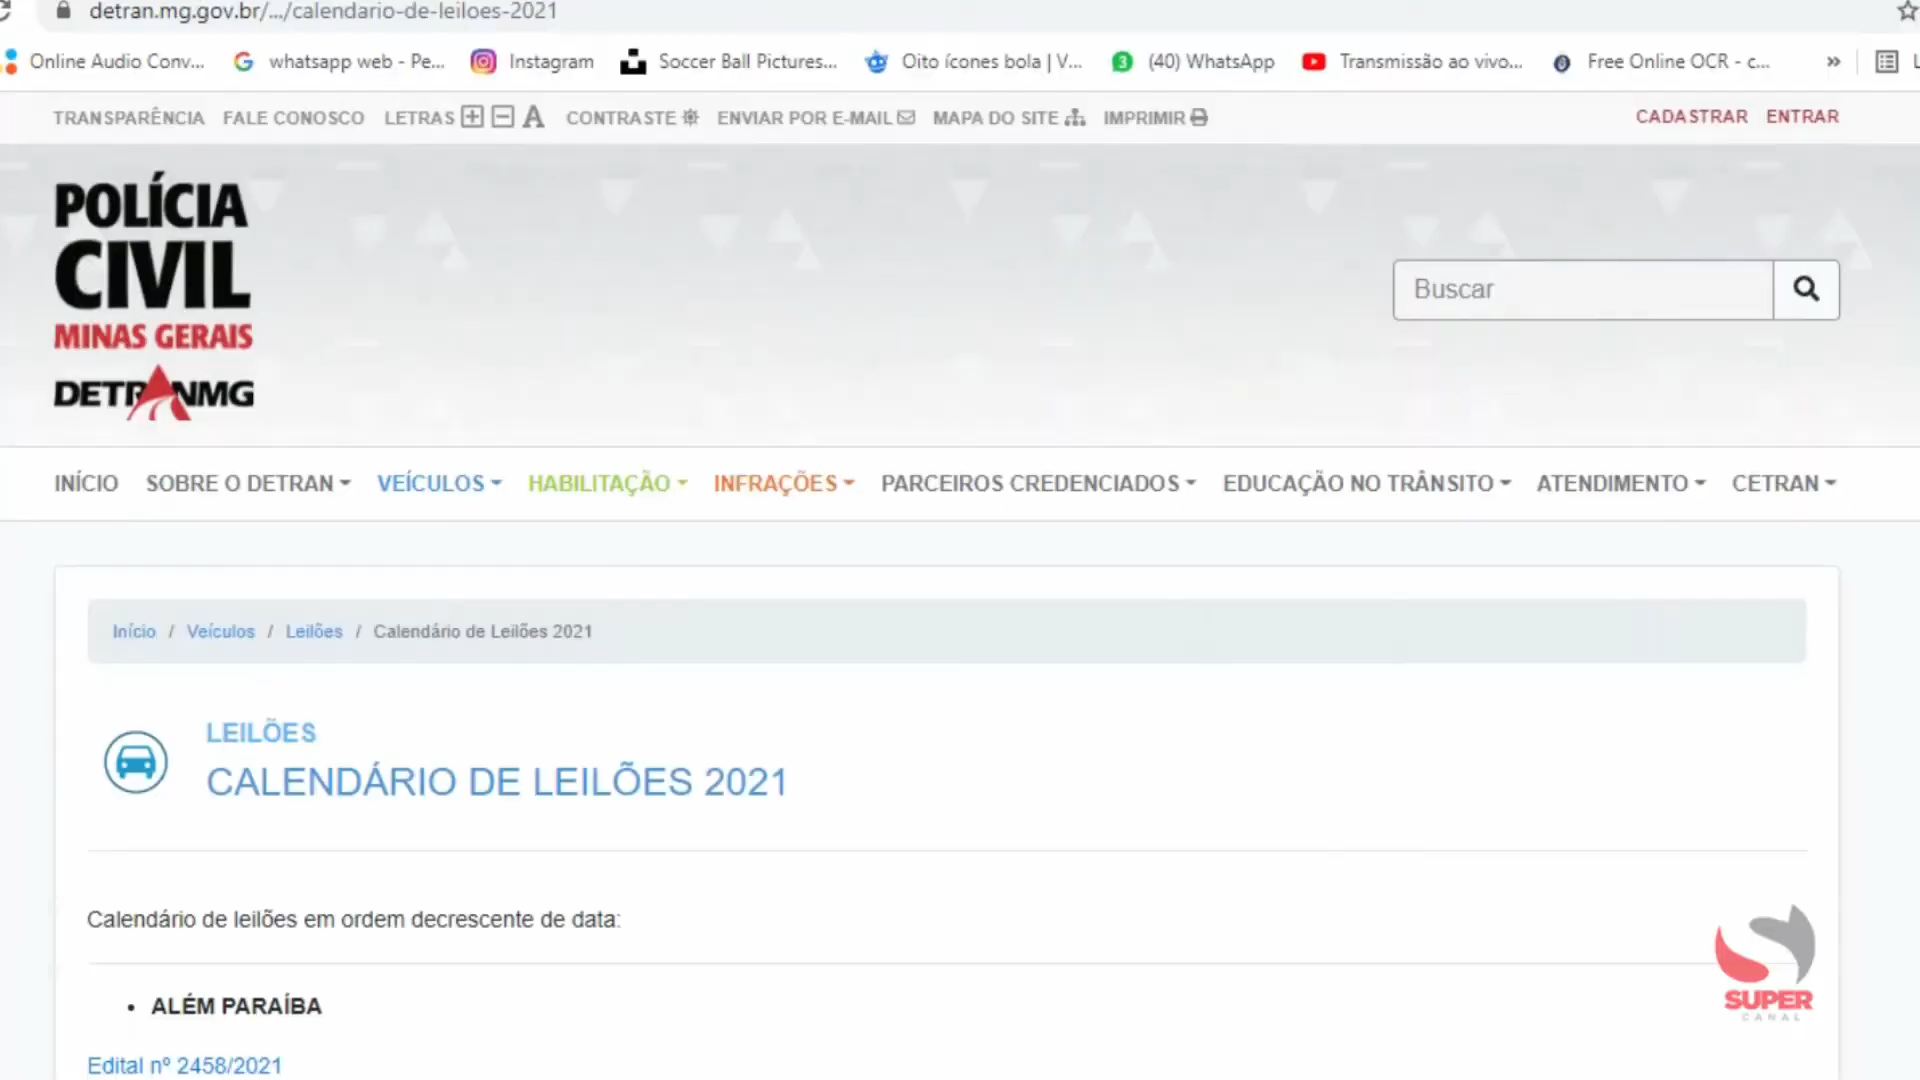 detran.mg.gov.br/.../calendario-de-leiloes-2021
Online Audio Conv... whatsapp web - Pe... Instagram Soccer Ball Pictures... Oito ícones bola | V... (40) WhatsApp Transmissão ao vivo... Free Online OCR - c... »
TRANSPARÊNCIA FALE CONOSCO LETRAS A CONTRASTE ENVIAR POR E-MAIL MAPA DO SITE IMPRIMIR CADASTRAR ENTRAR
POLÍCIA
CIVIL
MINAS GERAIS
DETRANMG
Buscar
INÍCIO SOBRE O DETRAN VEÍCULOS HABILITAÇÃO INFRAÇÕES PARCEIROS CREDENCIADOS EDUCAÇÃO NO TRÂNSITO ATENDIMENTO CETRAN
Início / Veículos / Leilões / Calendário de Leilões 2021
LEILÕES
CALENDÁRIO DE LEILÕES 2021
Calendário de leilões em ordem decrescente de data:
• ALÉM PARAÍBA
Edital nº 2458/2021
SUPER
CANAL